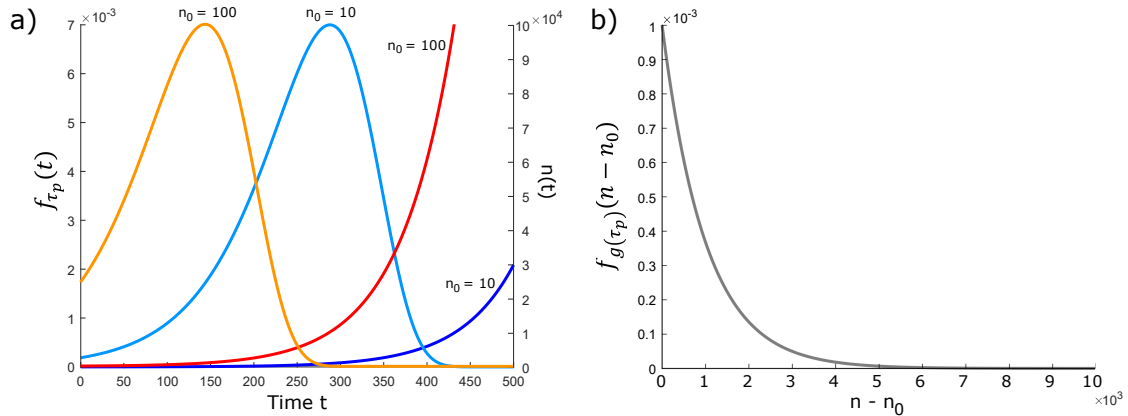 a)
×10⁻³
n₀ = 100
n₀ = 10
×10⁴
7
6
5
4
3
2
1
0
f_{τ_p}(t)
10
9
8
7
6
5
4
3
2
1
0
n(t)
n₀ = 100
n₀ = 10
0 50 100 150 200 250 300 350 400 450 500
Time t
b)
×10⁻³
1
0.9
0.8
0.7
0.6
0.5
0.4
0.3
0.2
0.1
0
f_{g(τ_p)}(n − n₀)
0 1 2 3 4 5 6 7 8 9 10
×10³
n - n₀